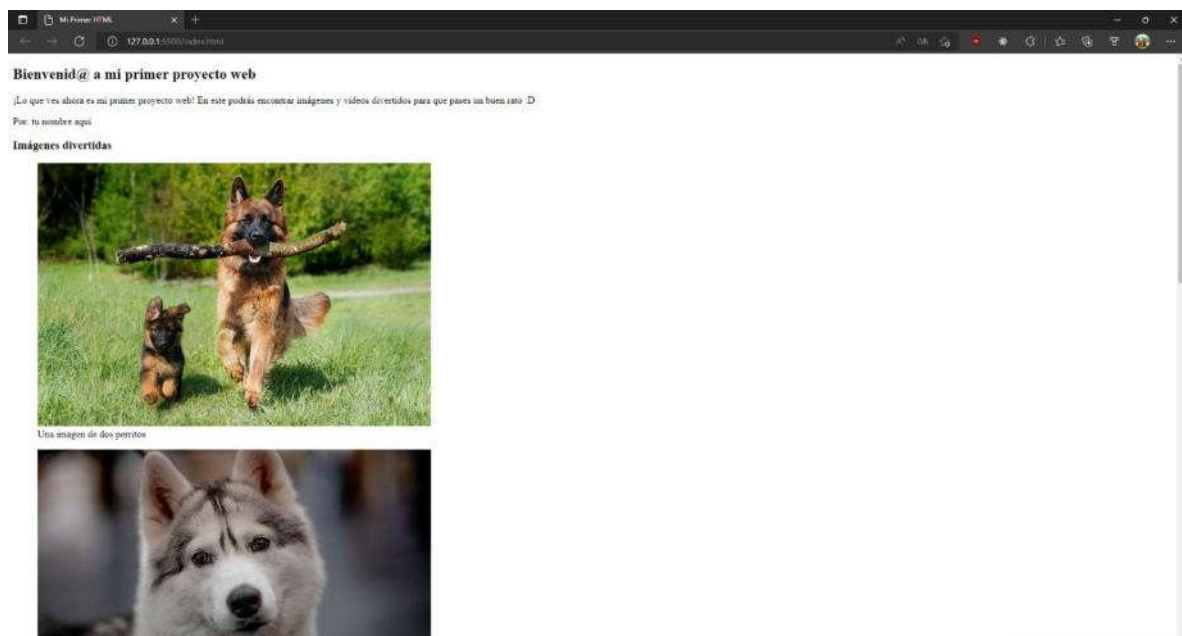 Mi Primer HTML
127.0.0.1:5500/index.html
Bienvenid@ a mi primer proyecto web
¡Lo que ves ahora es mi primer proyecto web! En este podrás encontrar imágenes y videos divertidos para que pases un buen rato :D
Por: tu nombre aquí
Imágenes divertidas
Una imagen de dos perritos